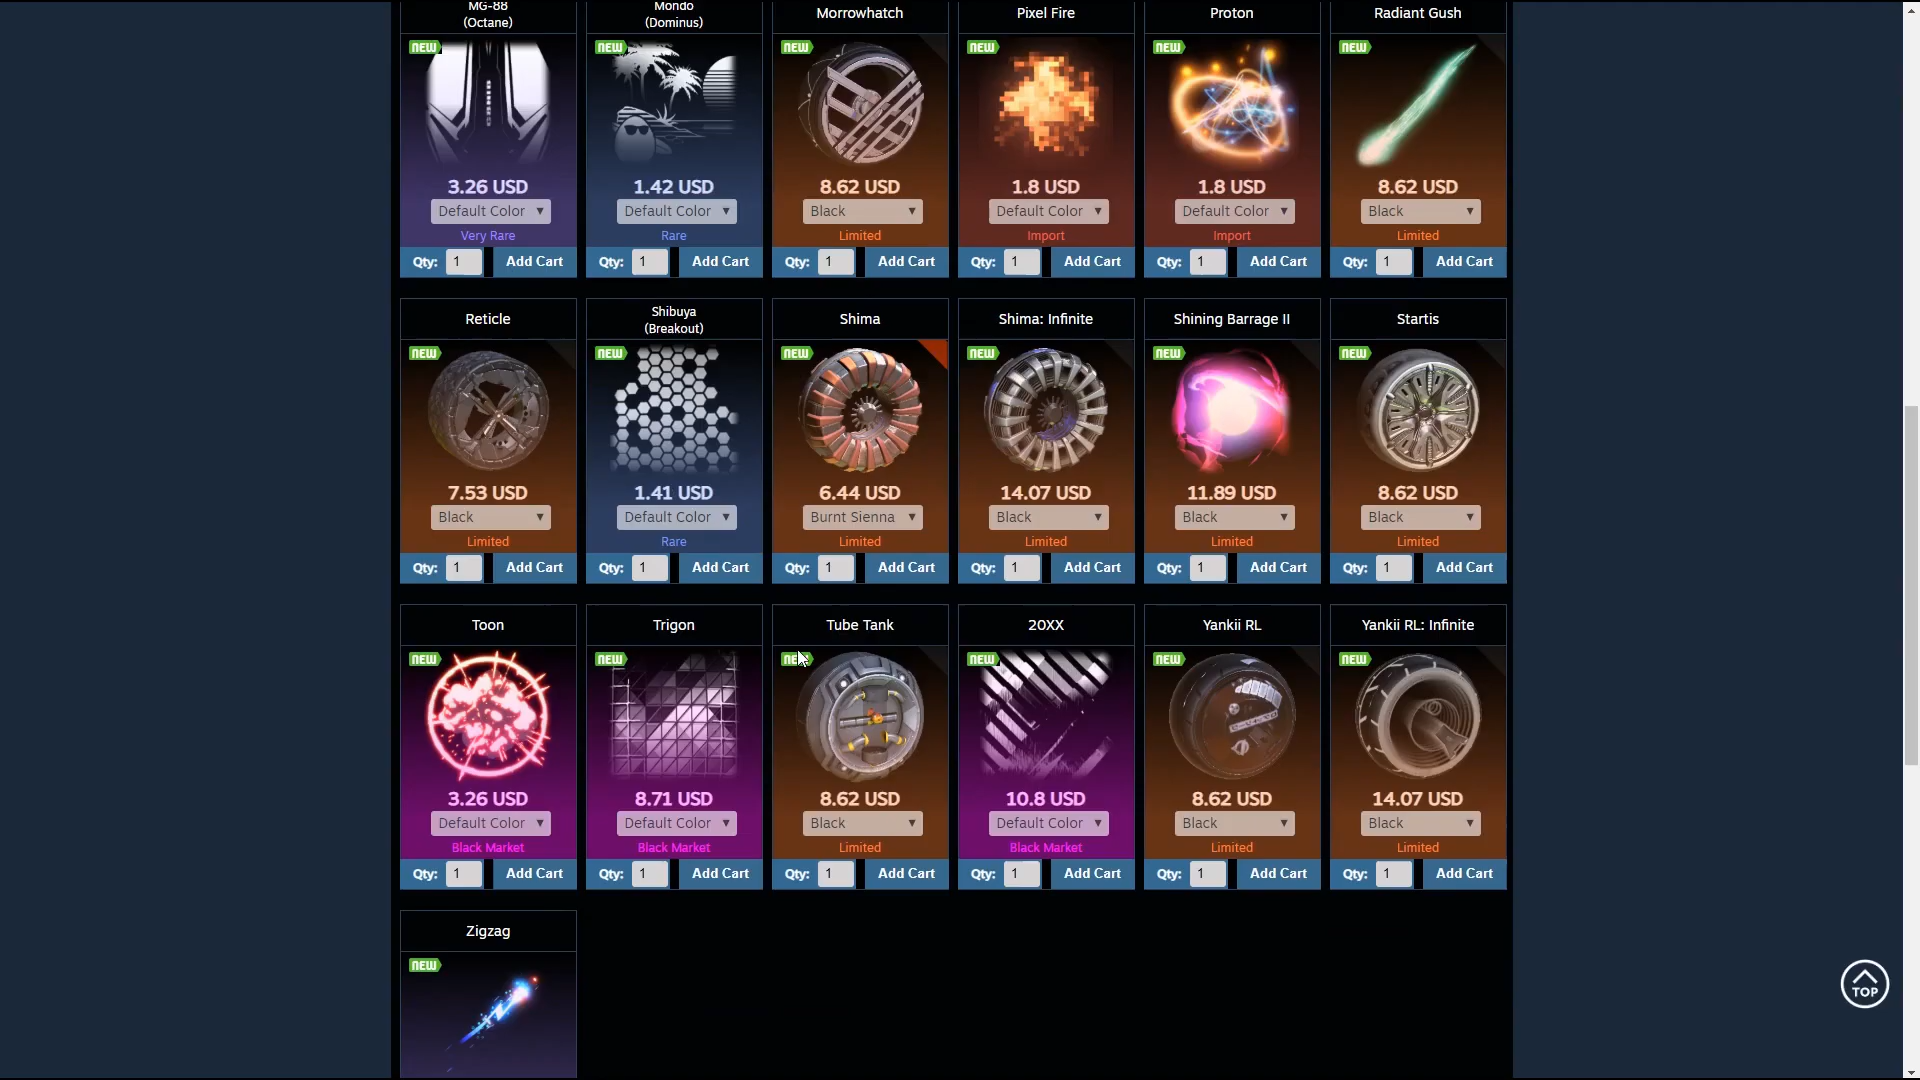 MG-88 Mondo Morrowhatch Pixel Fire Proton Radiant Gush
(Octane) (Dominus)
NEW NEW NEW NEW NEW NEW
3.26 USD 1.42 USD 8.62 USD 1.8 USD 1.8 USD 8.62 USD
Default Color Default Color Black Default Color Default Color Black
Very Rare Rare Limited Import Import Limited
Qty: 1 Add Cart Qty: 1 Add Cart Qty: 1 Add Cart Qty: 1 Add Cart Qty: 1 Add Cart Qty: 1 Add Cart
Reticle Shibuya Shima Shima: Infinite Shining Barrage II Startis
(Breakout)
NEW NEW NEW NEW NEW NEW
7.53 USD 1.41 USD 6.44 USD 14.07 USD 11.89 USD 8.62 USD
Black Default Color Burnt Sienna Black Black Black
Limited Rare Limited Limited Limited Limited
Qty: 1 Add Cart Qty: 1 Add Cart Qty: 1 Add Cart Qty: 1 Add Cart Qty: 1 Add Cart Qty: 1 Add Cart
Toon Trigon Tube Tank 20XX Yankii RL Yankii RL: Infinite
NEW NEW NEW NEW NEW NEW
3.26 USD 8.71 USD 8.62 USD 10.8 USD 8.62 USD 14.07 USD
Default Color Default Color Black Default Color Black Black
Black Market Black Market Limited Black Market Limited Limited
Qty: 1 Add Cart Qty: 1 Add Cart Qty: 1 Add Cart Qty: 1 Add Cart Qty: 1 Add Cart Qty: 1 Add Cart
Zigzag
NEW
TOP